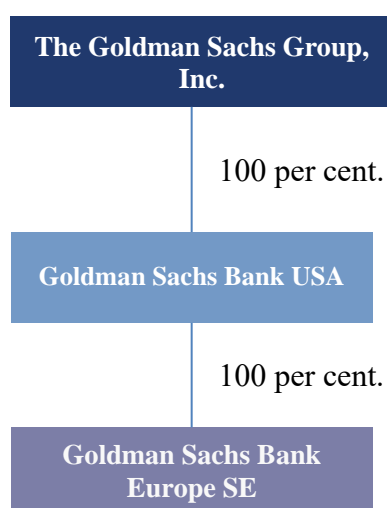 The Goldman Sachs Group,
Inc.
100 per cent.
Goldman Sachs Bank USA
100 per cent.
Goldman Sachs Bank
Europe SE